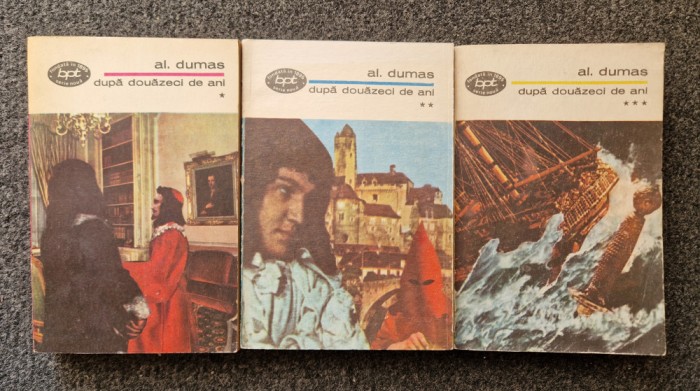 al. dumas
bpt
după douăzeci de ani
*
al. dumas
bpt
după douăzeci de ani
**
al. dumas
bpt
după douăzeci de ani
***